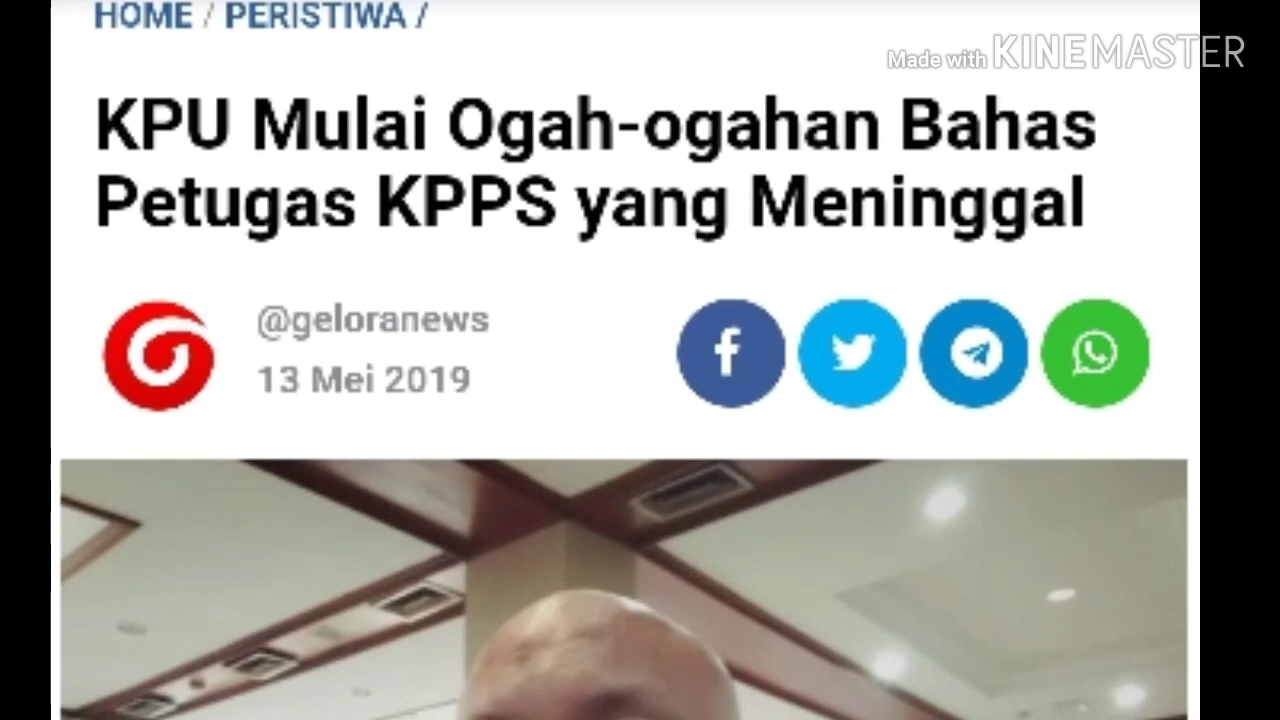 HOME / PERISTIWA /
Made with KINEMASTER
KPU Mulai Ogah-ogahan Bahas
Petugas KPPS yang Meninggal
@geloranews
13 Mei 2019